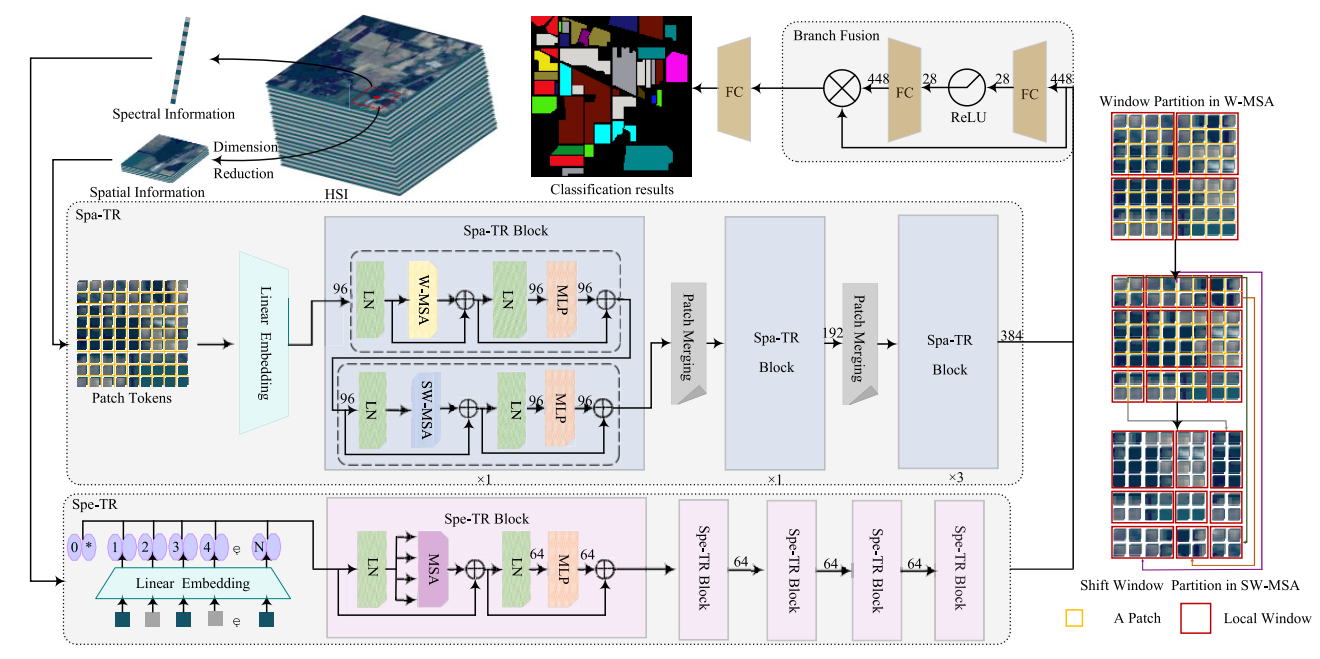 Spectral Information
Dimension
Reduction
Spatial Information
HSI
Classification results
FC
Branch Fusion
448
FC
28
ReLU
28
FC
448
Window Partition in W-MSA
Spa-TR
Patch Tokens
Linear Embedding
Spa-TR Block
96
LN
W-MSA
LN
96
MLP
96
96
LN
SW-MSA
LN
96
MLP
96
×1
Patch Merging
Spa-TR
Block
×1
192
Patch Merging
Spa-TR
Block
×3
384
Spe-TR
0 *
1
2
3
4
N
Linear Embedding
Spe-TR Block
LN
MSA
LN
64
MLP
64
Spe-TR Block
64
Spe-TR Block
64
Spe-TR Block
64
Spe-TR Block
Shift Window Partition in SW-MSA
A Patch
Local Window